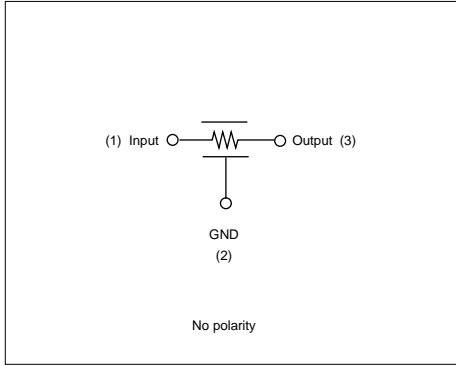 (1) Input Output (3)
GND
(2)
No polarity